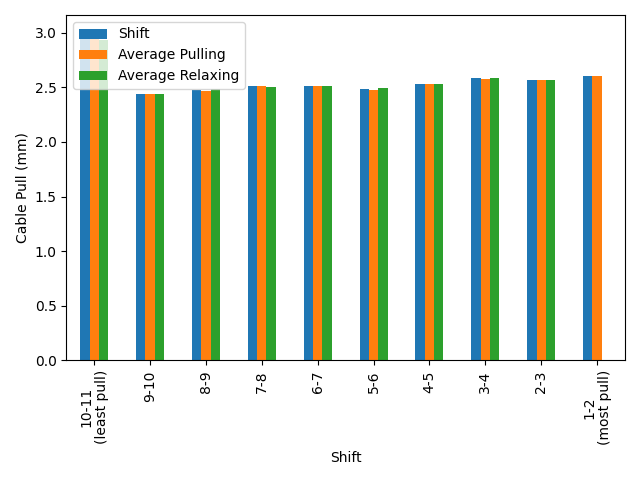 Shift
Average Pulling
Average Relaxing
3.0
2.5
2.0
1.5
1.0
0.5
0.0
Cable Pull (mm)
10-11
(least pull)
9-10
8-9
7-8
6-7
5-6
4-5
3-4
2-3
1-2
(most pull)
Shift